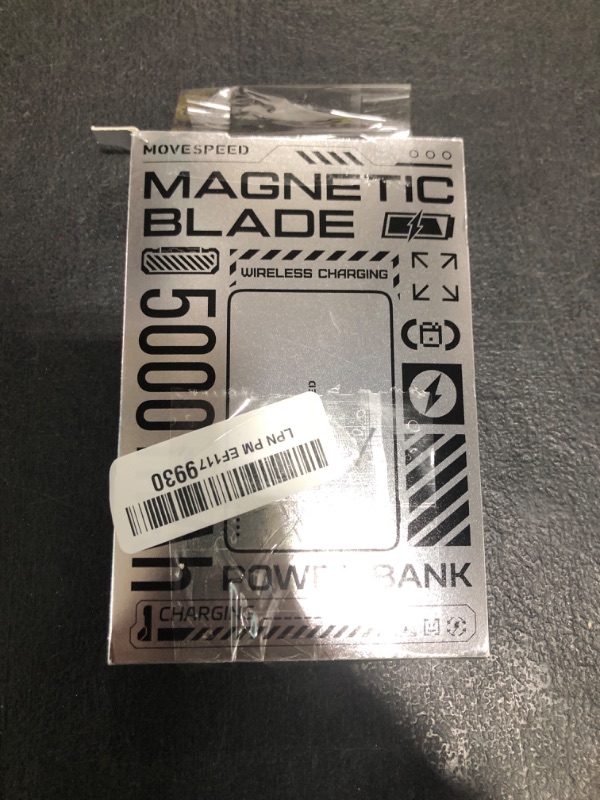 MOVESPEED
MAGNETIC
BLADE
WIRELESS CHARGING
5000
LPN PM EF1179930
POWER BANK
CHARGING